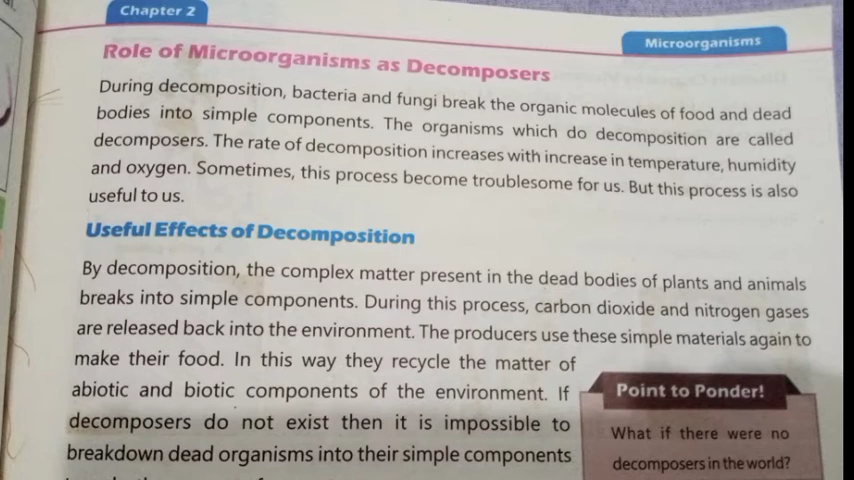 Chapter 2
Microorganisms
Role of Microorganisms as Decomposers
During decomposition, bacteria and fungi break the organic molecules of food and dead
bodies into simple components. The organisms which do decomposition are called
decomposers. The rate of decomposition increases with increase in temperature, humidity
and oxygen. Sometimes, this process become troublesome for us. But this process is also
useful to us.
Useful Effects of Decomposition
By decomposition, the complex matter present in the dead bodies of plants and animals
breaks into simple components. During this process, carbon dioxide and nitrogen gases
are released back into the environment. The producers use these simple materials again to
make their food. In this way they recycle the matter of
abiotic and biotic components of the environment. If
decomposers do not exist then it is impossible to
breakdown dead organisms into their simple components
Point to Ponder!
What if there were no
decomposers in the world?